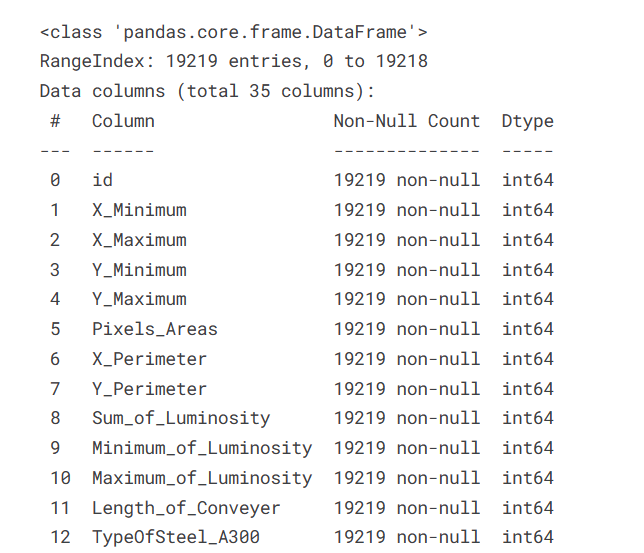 <class 'pandas.core.frame.DataFrame'>
RangeIndex: 19219 entries, 0 to 19218
Data columns (total 35 columns):
 #   Column                 Non-Null Count  Dtype
---  ------                 --------------  -----
 0   id                     19219 non-null  int64
 1   X_Minimum              19219 non-null  int64
 2   X_Maximum              19219 non-null  int64
 3   Y_Minimum              19219 non-null  int64
 4   Y_Maximum              19219 non-null  int64
 5   Pixels_Areas           19219 non-null  int64
 6   X_Perimeter            19219 non-null  int64
 7   Y_Perimeter            19219 non-null  int64
 8   Sum_of_Luminosity      19219 non-null  int64
 9   Minimum_of_Luminosity  19219 non-null  int64
 10  Maximum_of_Luminosity  19219 non-null  int64
 11  Length_of_Conveyer     19219 non-null  int64
 12  TypeOfSteel_A300       19219 non-null  int64